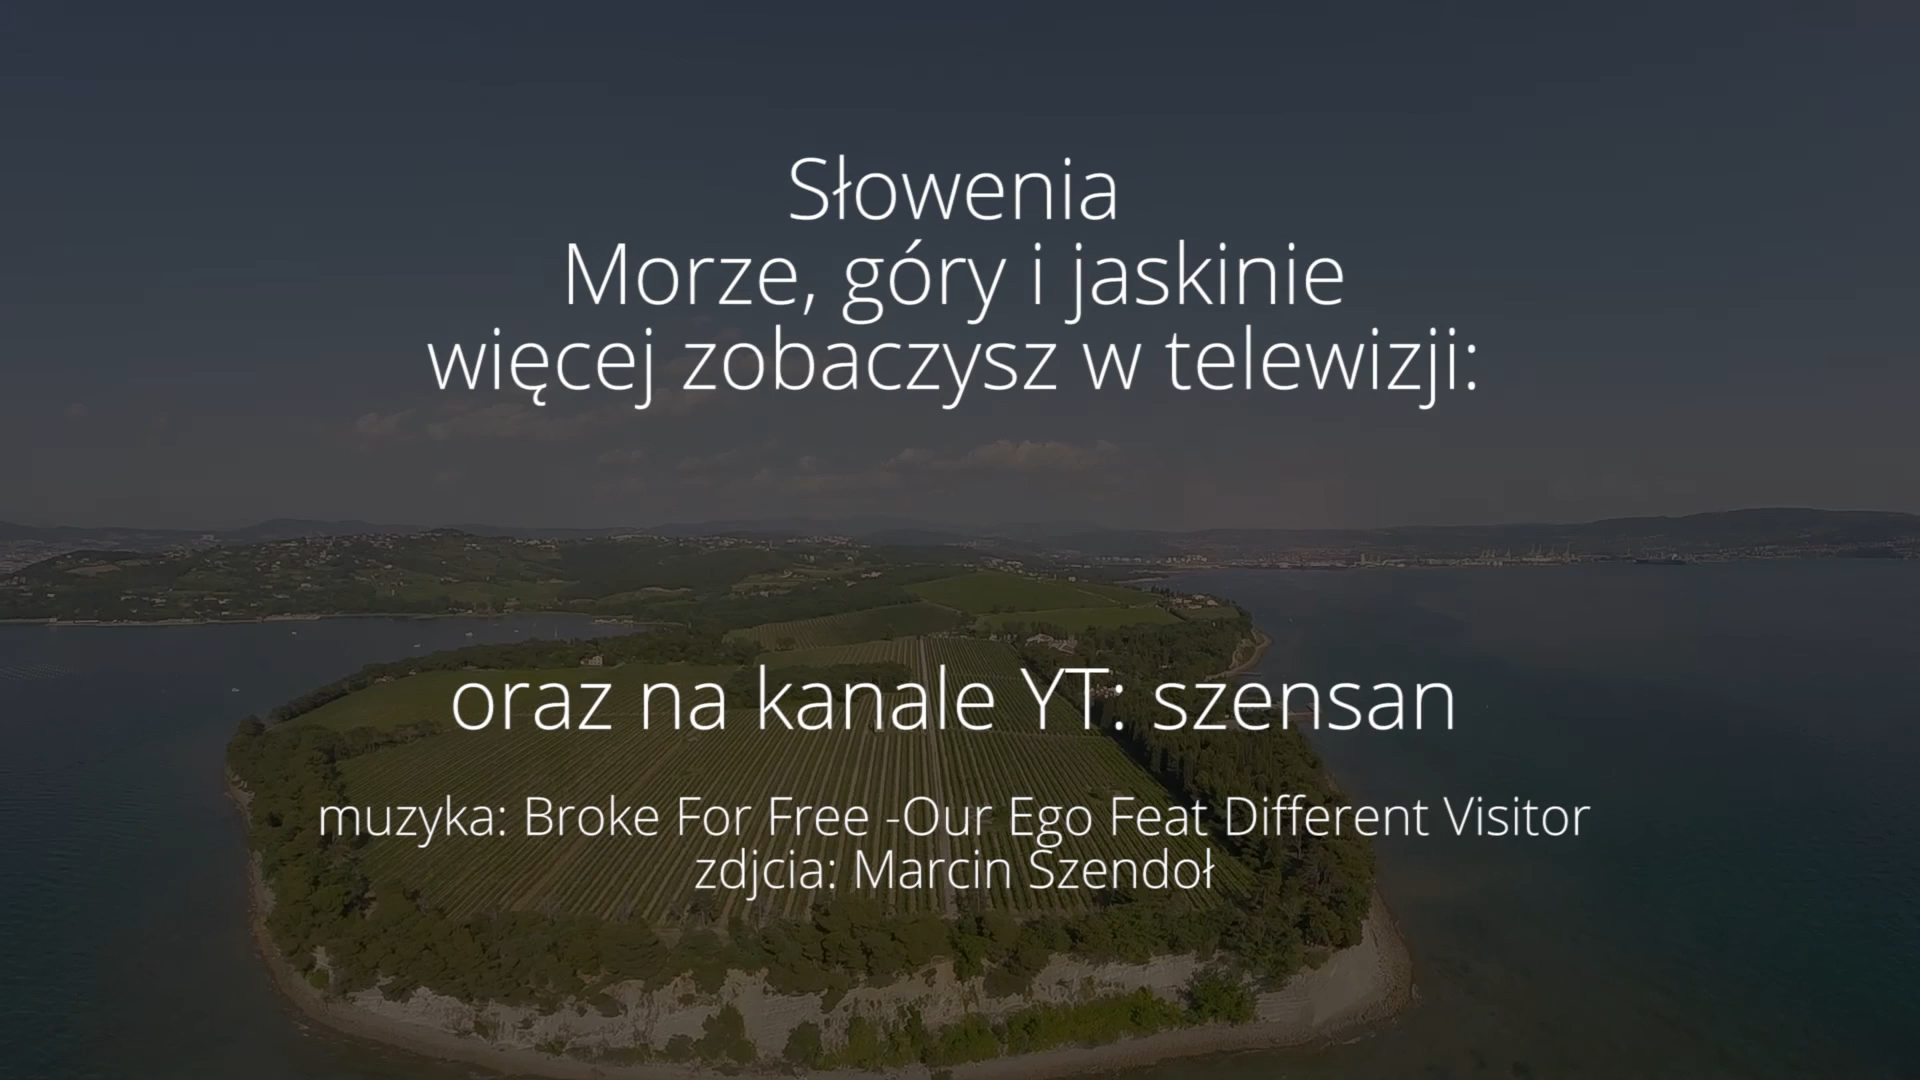 Słowenia
Morze, góry i jaskinie
więcej zobaczysz w telewizji:
oraz na kanale YT: szensan
muzyka: Broke For Free -Our Ego Feat Different Visitor
zdjcia: Marcin Szendoł